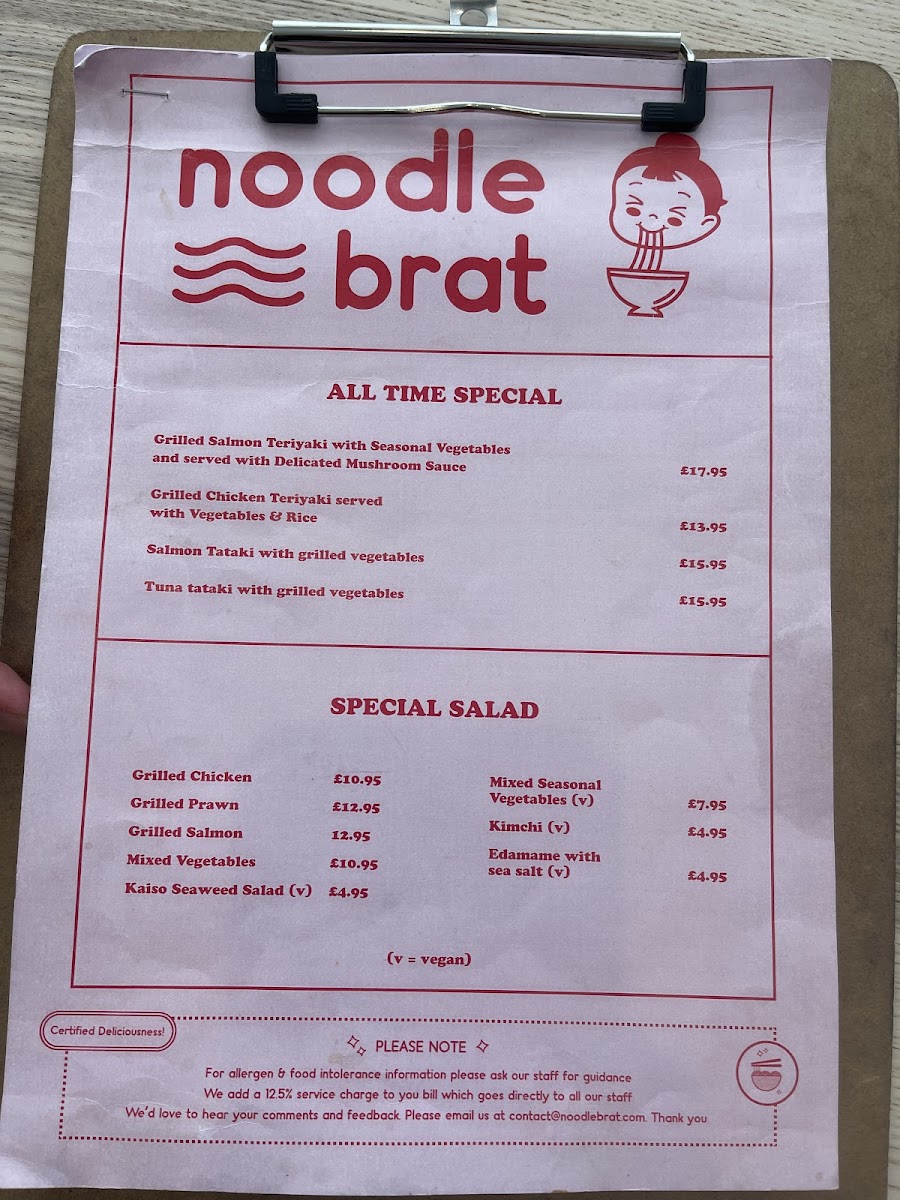 noodle
brat
ALL TIME SPECIAL
Grilled Salmon Teriyaki with Seasonal Vegetables
and served with Delicated Mushroom Sauce £17.95
Grilled Chicken Teriyaki served
with Vegetables & Rice £13.95
Salmon Tataki with grilled vegetables £15.95
Tuna tataki with grilled vegetables £15.95
SPECIAL SALAD
Grilled Chicken £10.95
Grilled Prawn £12.95
Grilled Salmon 12.95
Mixed Vegetables £10.95
Kaiso Seaweed Salad (v) £4.95
Mixed Seasonal
Vegetables (v) £7.95
Kimchi (v) £4.95
Edamame with
sea salt (v) £4.95
(v = vegan)
Certified Deliciousness!
PLEASE NOTE
For allergen & food intolerance information please ask our staff for guidance
We add a 12.5% service charge to you bill which goes directly to all our staff
We'd love to hear your comments and feedback. Please email us at contact@noodlebrat.com. Thank you